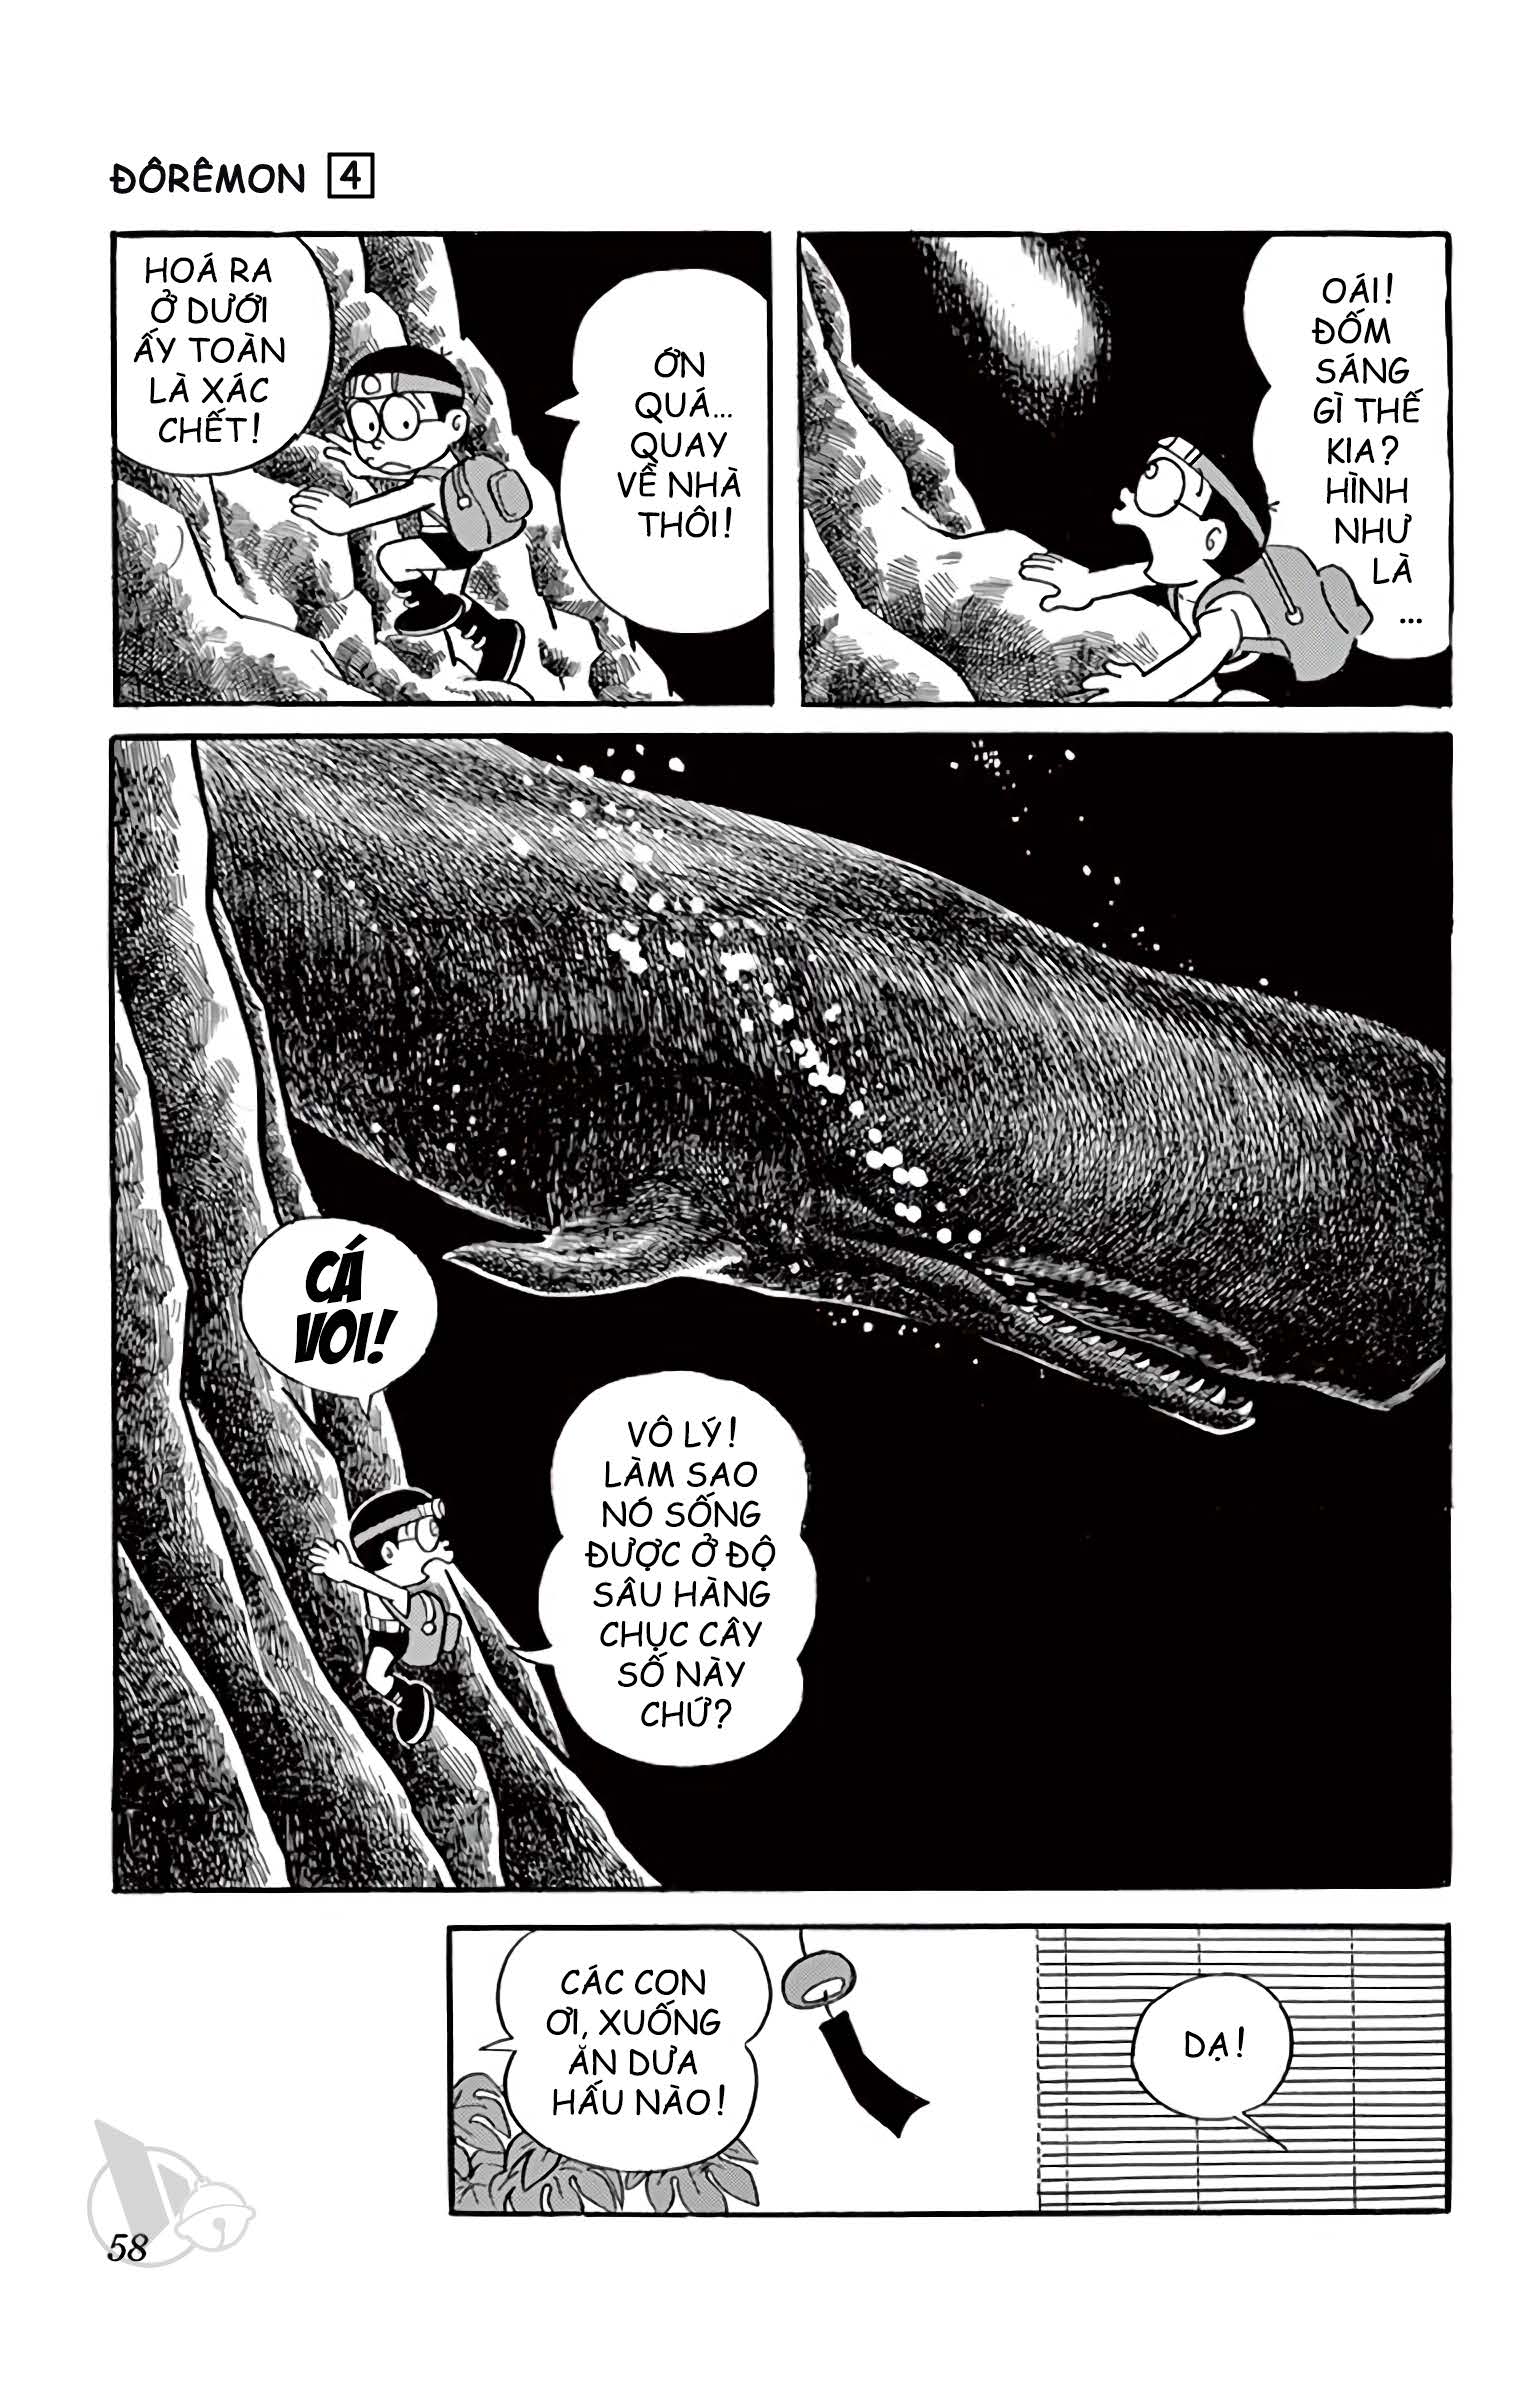 ĐÔRÊMON 4
HOÁ RA
Ở DƯỚI
ẤY TOÀN
LÀ XÁC
CHẾT!
ỚN
QUÁ...
QUAY
VỀ NHÀ
THÔI!
OÁI!
ĐỐM
SÁNG
GÌ THẾ
KIA?
HÌNH
NHƯ
LÀ
...
CÁ
VOI!
VÔ LÝ!
LÀM SAO
NÓ SỐNG
ĐƯỢC Ở ĐỘ
SÂU HÀNG
CHỤC CÂY
SỐ NÀY
CHỨ?
CÁC CON
ƠI, XUỐNG
ĂN DƯA
HẤU NÀO!
DẠ!
58